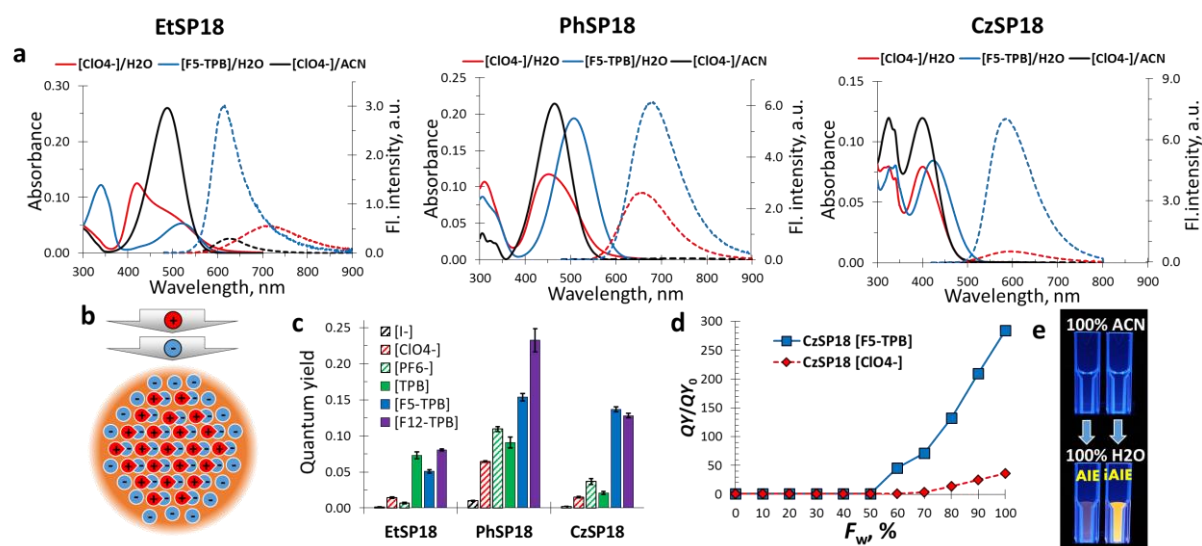 EtSP18
PhSP18
CzSP18
a
[ClO4-]/H2O [F5-TPB]/H2O [ClO4-]/ACN
0.30
0.20
0.10
0.00
Absorbance
3.0
2.0
1.0
0.0
Fl. intensity, a.u.
300 400 500 600 700 800 900
Wavelength, nm
[ClO4-]/H2O [F5-TPB]/H2O [ClO4-]/ACN
0.25
0.20
0.15
0.10
0.05
0.00
Absorbance
6.0
4.0
2.0
0.0
Fl. intensity, a.u.
300 400 500 600 700 800 900
Wavelength, nm
[ClO4-]/H2O [F5-TPB]/H2O [ClO4-]/ACN
0.15
0.10
0.05
0.00
Absorbance
9.0
6.0
3.0
0.0
Fl. intensity, a.u.
300 400 500 600 700 800 900
Wavelength, nm
b
c
0.25
0.20
0.15
0.10
0.05
0.00
Quantum yield
[I-]
[ClO4-]
[PF6-]
[TPB]
[F5-TPB]
[F12-TPB]
EtSP18 PhSP18 CzSP18
d
300
250
200
150
100
50
0
QY/QY0
CzSP18 [F5-TPB]
CzSP18 [ClO4-]
0 10 20 30 40 50 60 70 80 90 100
Fw, %
e
100% ACN
100% H2O
AIE iAIE